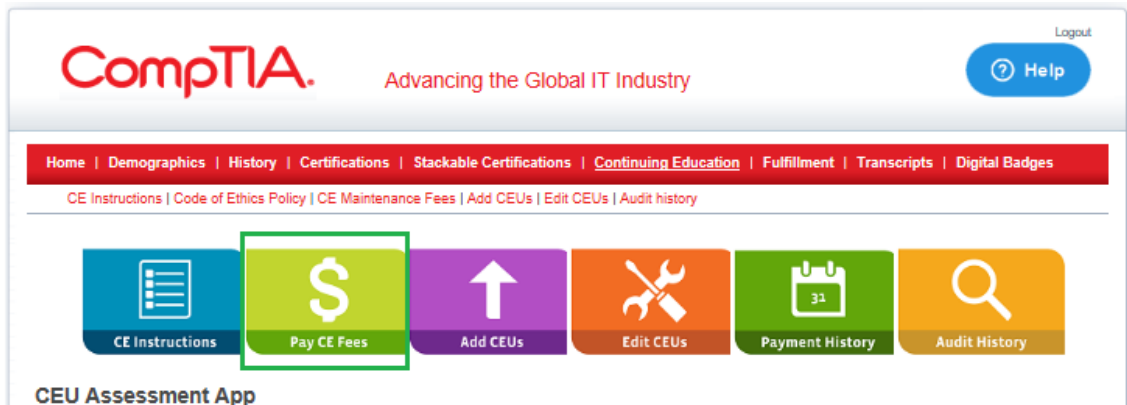 Logout
CompTIA.
Advancing the Global IT Industry
? Help
Home | Demographics | History | Certifications | Stackable Certifications | Continuing Education | Fulfillment | Transcripts | Digital Badges
CE Instructions | Code of Ethics Policy | CE Maintenance Fees | Add CEUs | Edit CEUs | Audit history
$
31
CE Instructions
Pay CE Fees
Add CEUs
Edit CEUs
Payment History
Audit History
CEU Assessment App